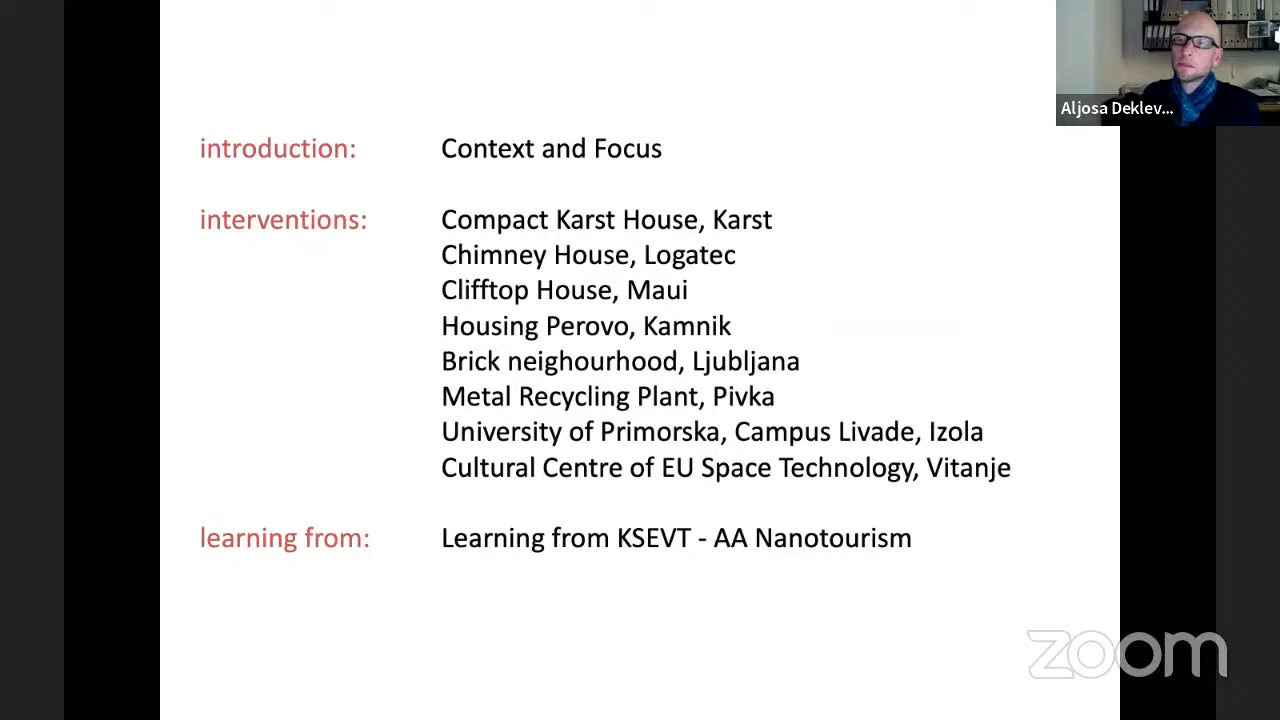 Aljosa Deklev...
introduction: Context and Focus
interventions: Compact Karst House, Karst
Chimney House, Logatec
Clifftop House, Maui
Housing Perovo, Kamnik
Brick neighourhood, Ljubljana
Metal Recycling Plant, Pivka
University of Primorska, Campus Livade, Izola
Cultural Centre of EU Space Technology, Vitanje
learning from: Learning from KSEVT - AA Nanotourism
zoom